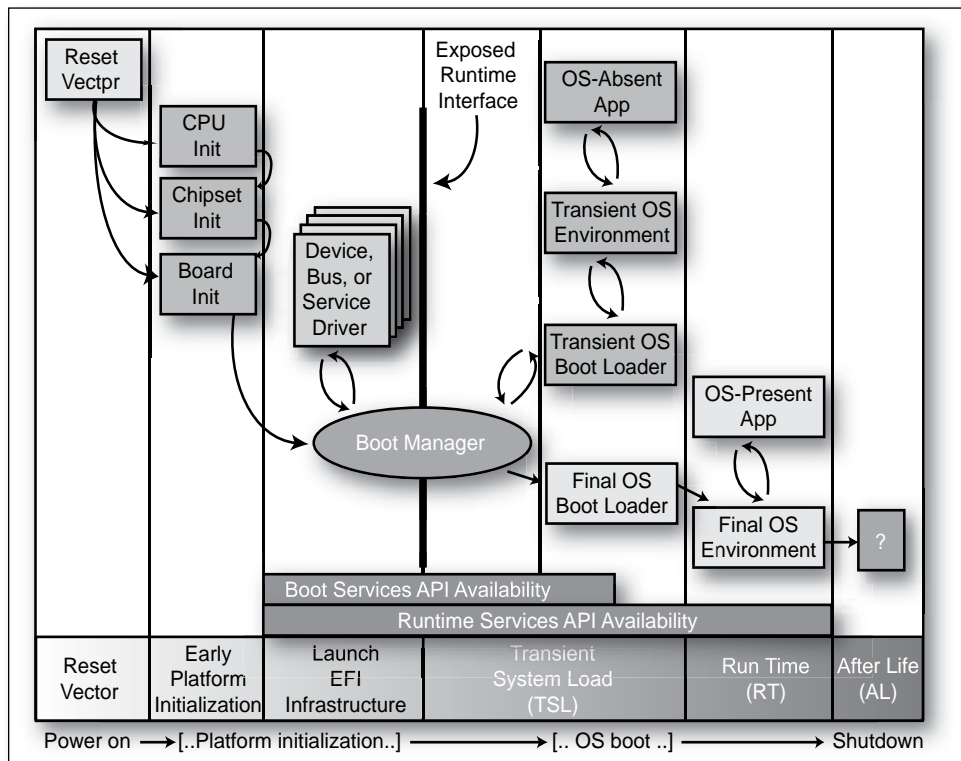 Reset
Vectpr
CPU
Init
Chipset
Init
Board
Init
Device,
Bus, or
Service
Driver
Exposed
Runtime
Interface
OS-Absent
App
Transient OS
Environment
Transient OS
Boot Loader
OS-Present
App
Boot Manager
Final OS
Boot Loader
Final OS
Environment
?
Boot Services API Availability
Runtime Services API Availability
Reset
Vector
Early
Platform
Initialization
Launch
EFI
Infrastructure
Transient
System Load
(TSL)
Run Time
(RT)
After Life
(AL)
Power on [..Platform initialization..] [.. OS boot ..] Shutdown